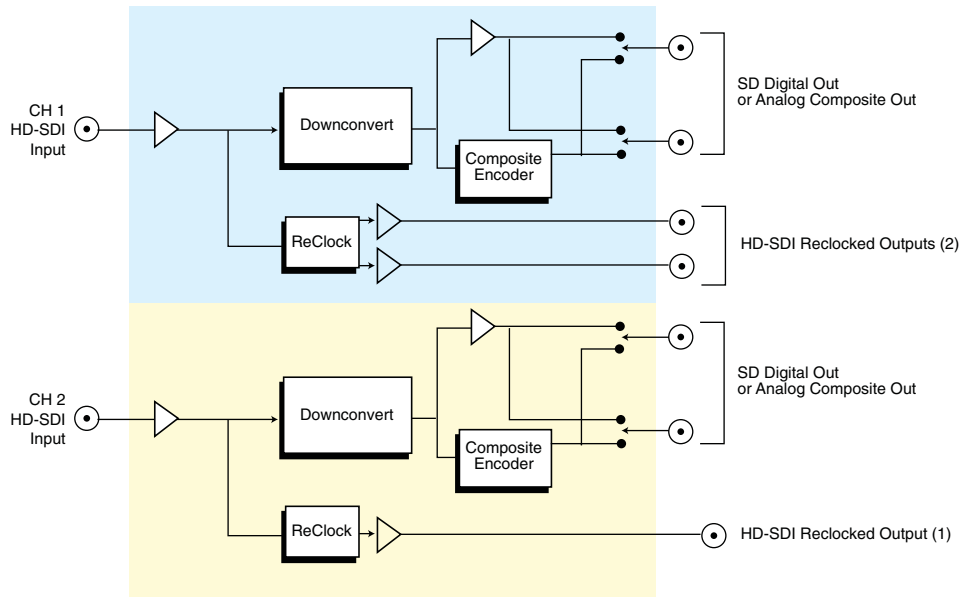 CH 1
HD-SDI
Input
Downconvert
Composite
Encoder
SD Digital Out
or Analog Composite Out
ReClock
HD-SDI Reclocked Outputs (2)
CH 2
HD-SDI
Input
Downconvert
Composite
Encoder
SD Digital Out
or Analog Composite Out
ReClock
HD-SDI Reclocked Output (1)